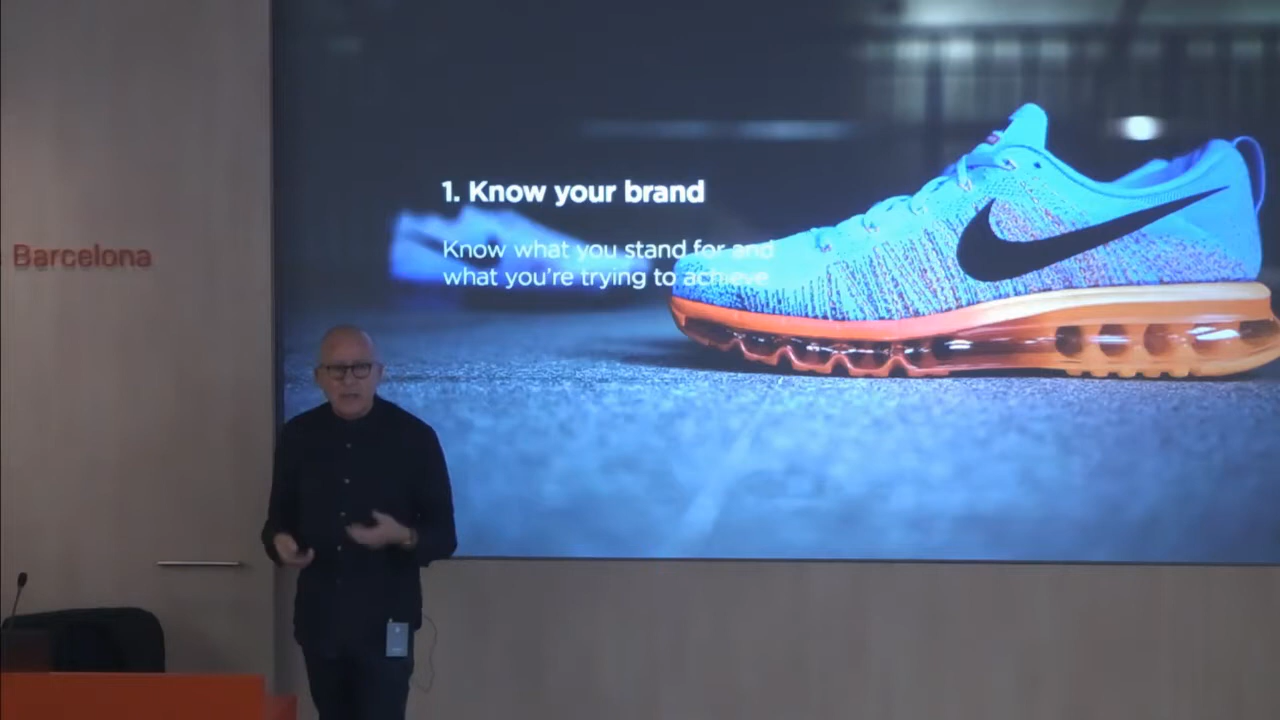 Barcelona
1. Know your brand
Know what you stand for and
what you're trying to achieve